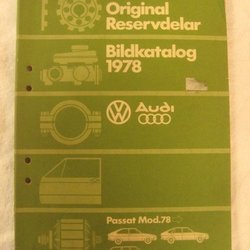 Original
Reservdelar
Bildkatalog
1978
Audi
Passat Mod.78